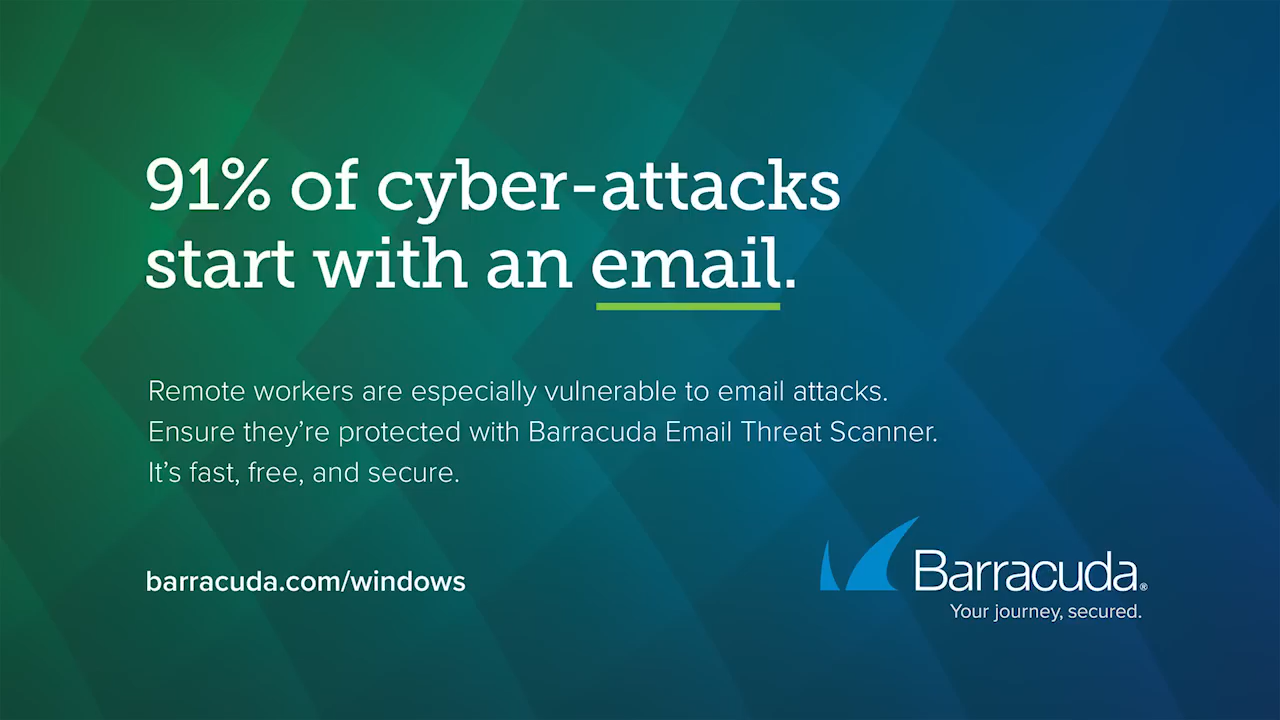 91% of cyber-attacks
start with an email.
Remote workers are especially vulnerable to email attacks.
Ensure they’re protected with Barracuda Email Threat Scanner.
It’s fast, free, and secure.
barracuda.com/windows
Barracuda®
Your journey, secured.